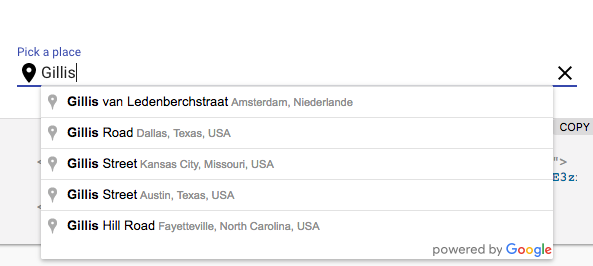 Pick a place
Gillis
Gillis van Ledenberchstraat Amsterdam, Niederlande
COPY
Gillis Road Dallas, Texas, USA
<
">
Gillis Street Kansas City, Missouri, USA
E3z
Gillis Street Austin, Texas, USA
<
Gillis Hill Road Fayetteville, North Carolina, USA
powered by Google